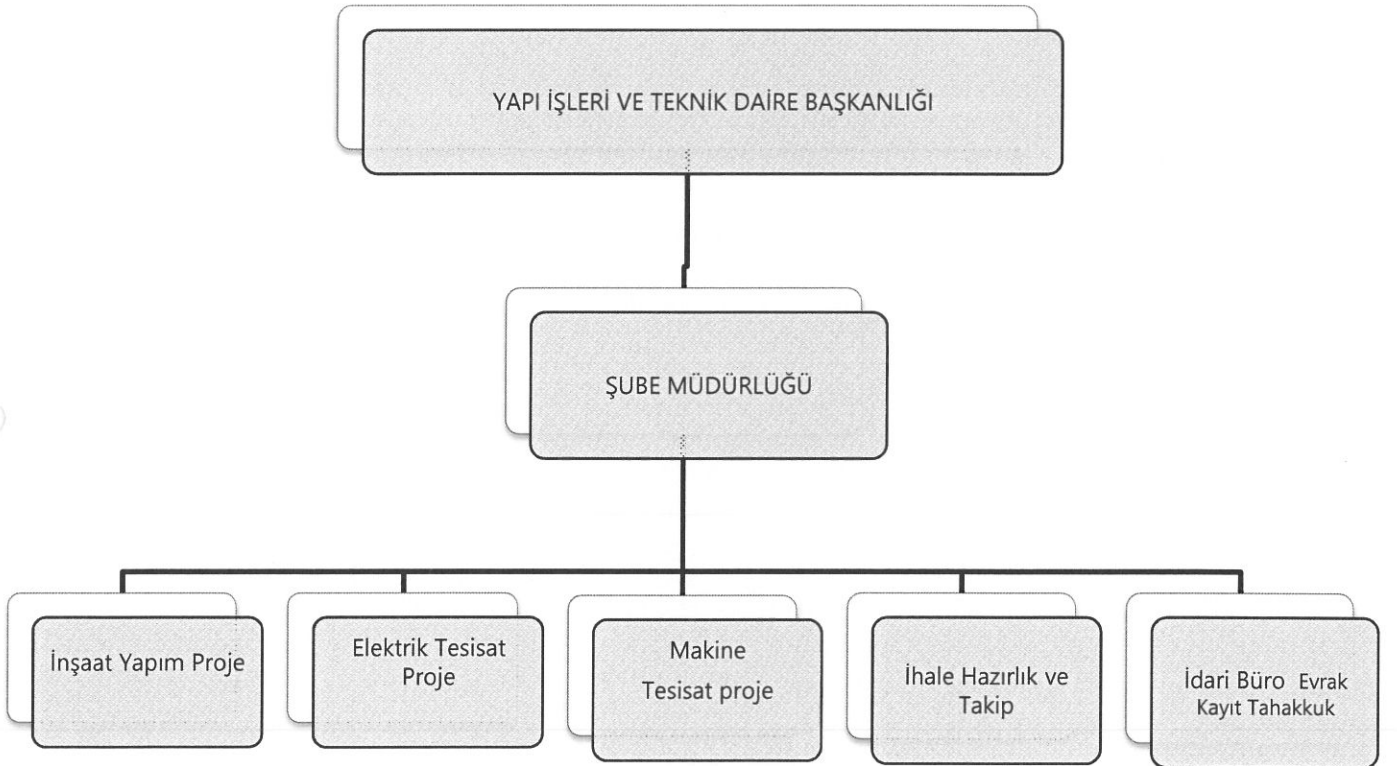 YAPI İŞLERİ VE TEKNİK DAİRE BAŞKANLIĞI
ŞUBE MÜDÜRLÜĞÜ
İnşaat Yapım Proje
Elektrik Tesisat
Proje
Makine
Tesisat proje
İhale Hazırlık ve
Takip
İdari Büro Evrak
Kayıt Tahakkuk